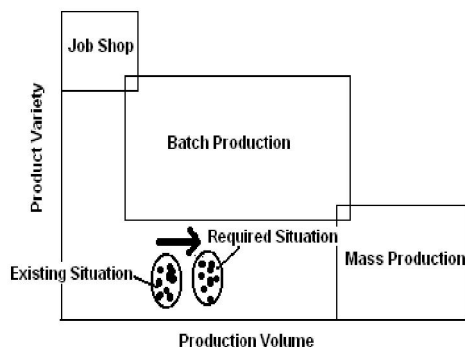 Job Shop
Product Variety
Batch Production
Required Situation
Existing Situation
Mass Production
Production Volume